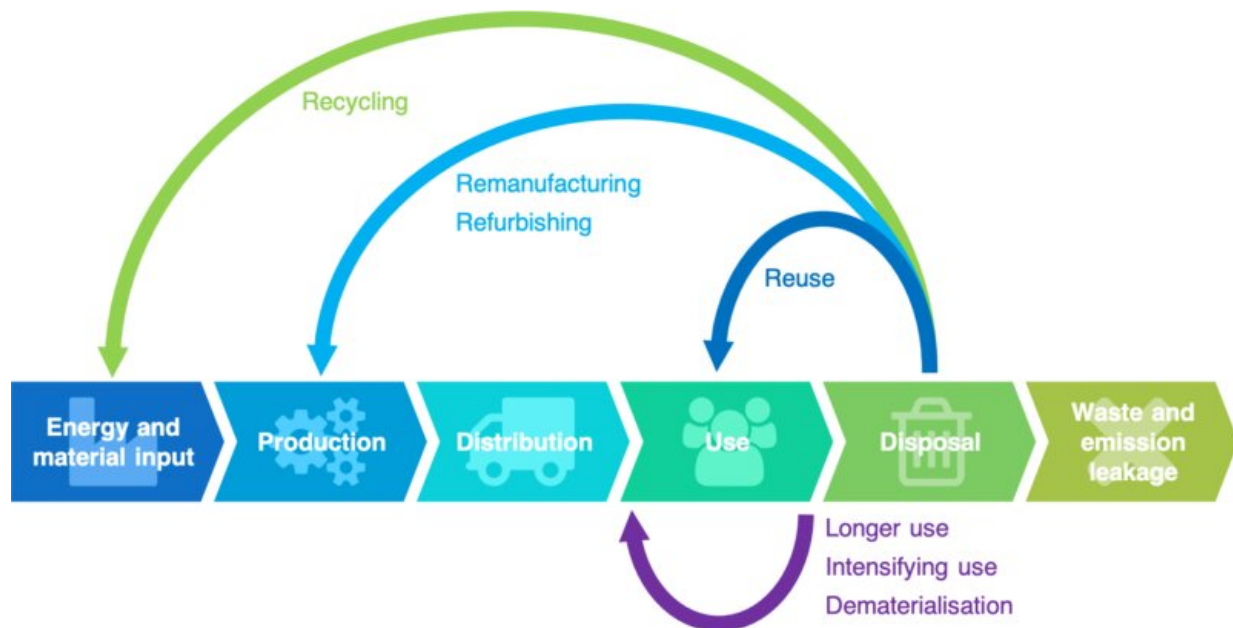 Recycling
Remanufacturing
Refurbishing
Reuse
Energy and
material input
Production
Distribution
Use
Disposal
Waste and
emission
leakage
Longer use
Intensifying use
Dematerialisation